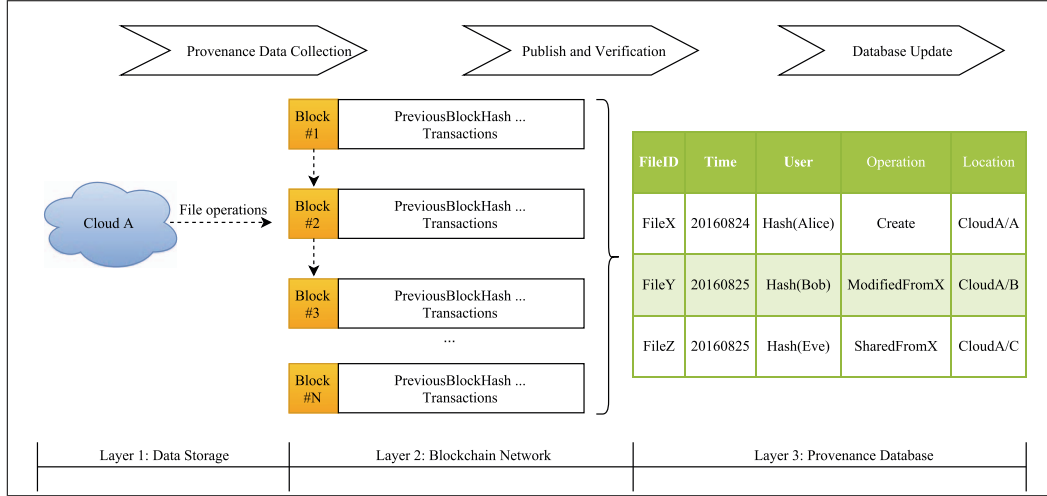 Provenance Data Collection
Publish and Verification
Database Update
Cloud A
File operations
Block
#1
PreviousBlockHash ...
Transactions
Block
#2
PreviousBlockHash ...
Transactions
Block
#3
PreviousBlockHash ...
Transactions
...
Block
#N
PreviousBlockHash ...
Transactions
FileID Time User Operation Location
FileX 20160824 Hash(Alice) Create CloudA/A
FileY 20160825 Hash(Bob) ModifiedFromX CloudA/B
FileZ 20160825 Hash(Eve) SharedFromX CloudA/C
Layer 1: Data Storage
Layer 2: Blockchain Network
Layer 3: Provenance Database